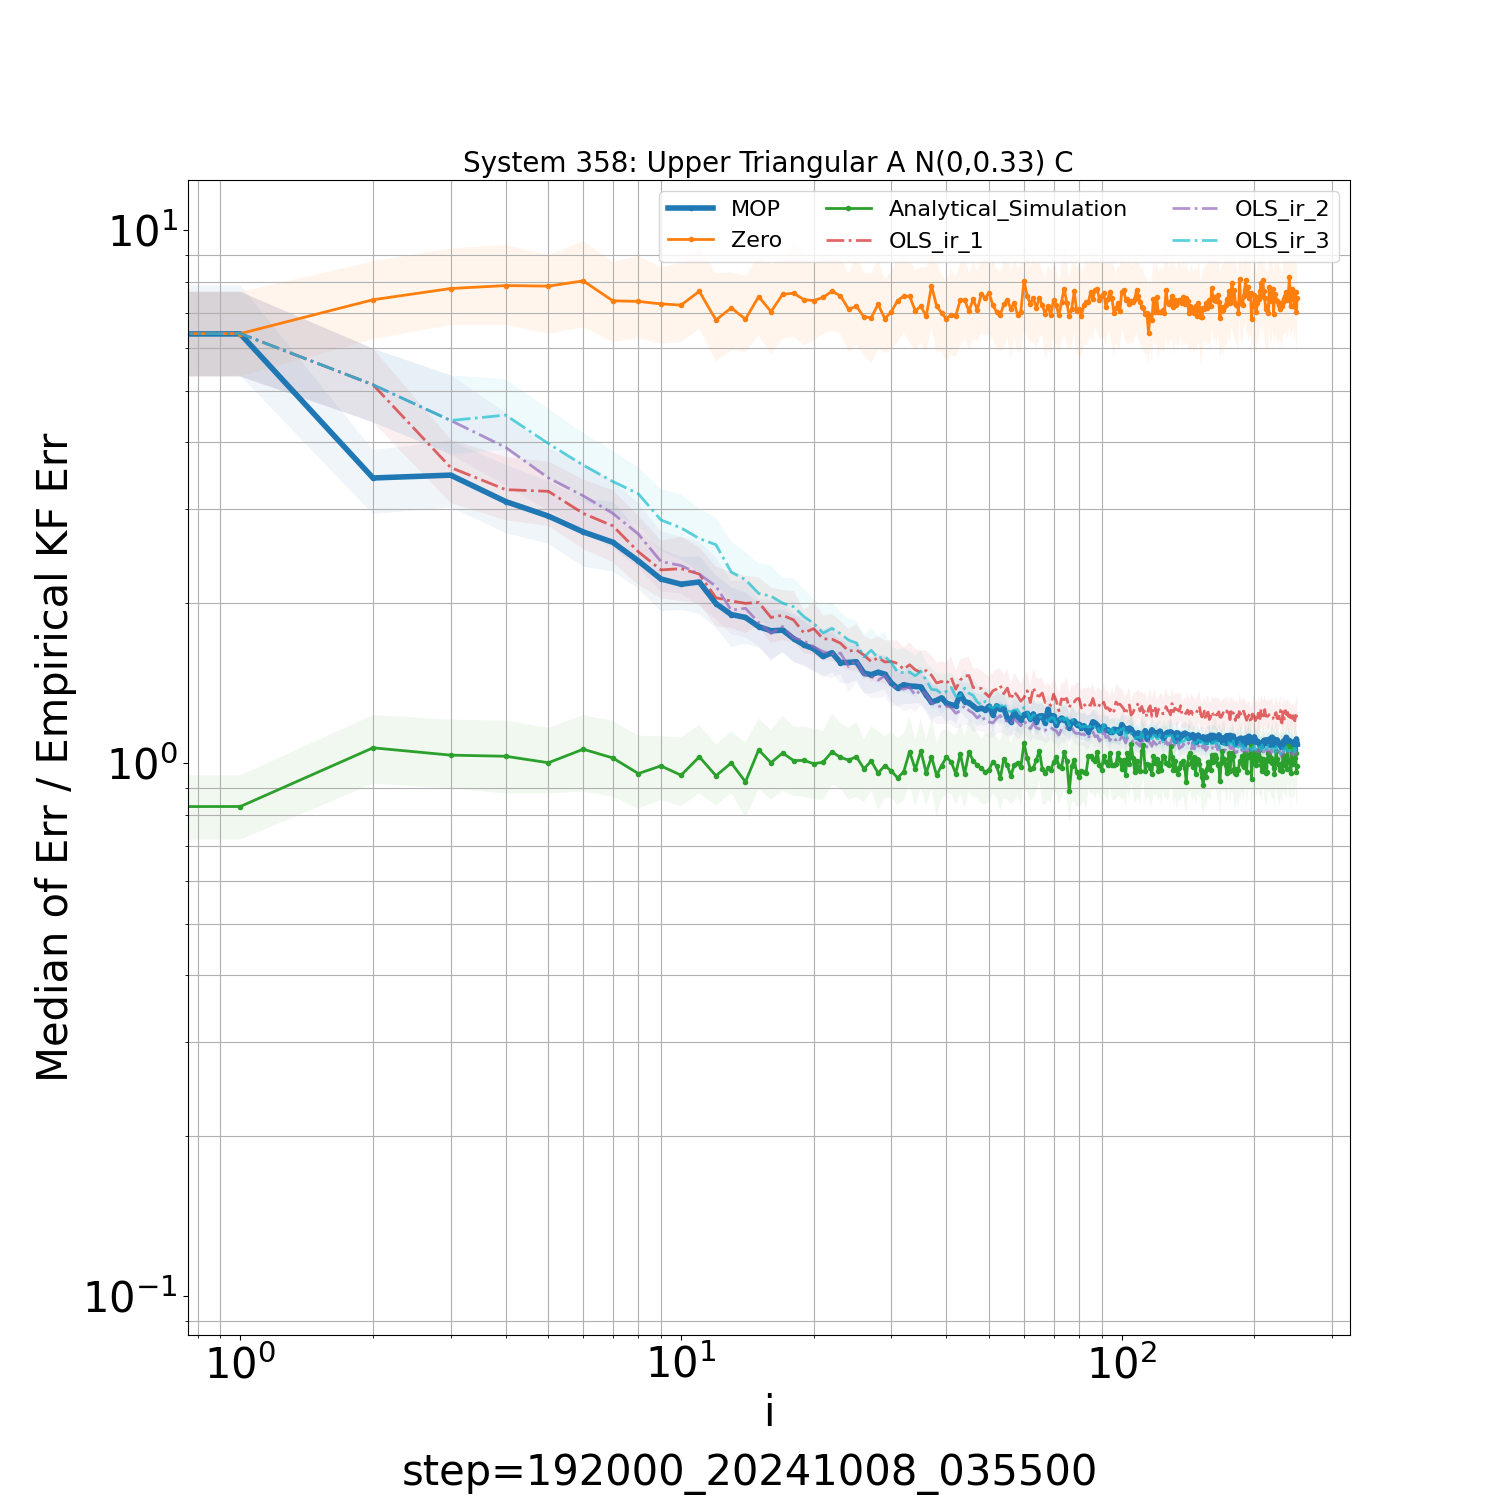 System 358: Upper Triangular A N(0,0.33) C
MOP
Zero
Analytical_Simulation
OLS_ir_1
OLS_ir_2
OLS_ir_3
Median of Err / Empirical KF Err
10¹
10⁰
10⁻¹
10⁰ 10¹ 10²
i
step=192000_20241008_035500